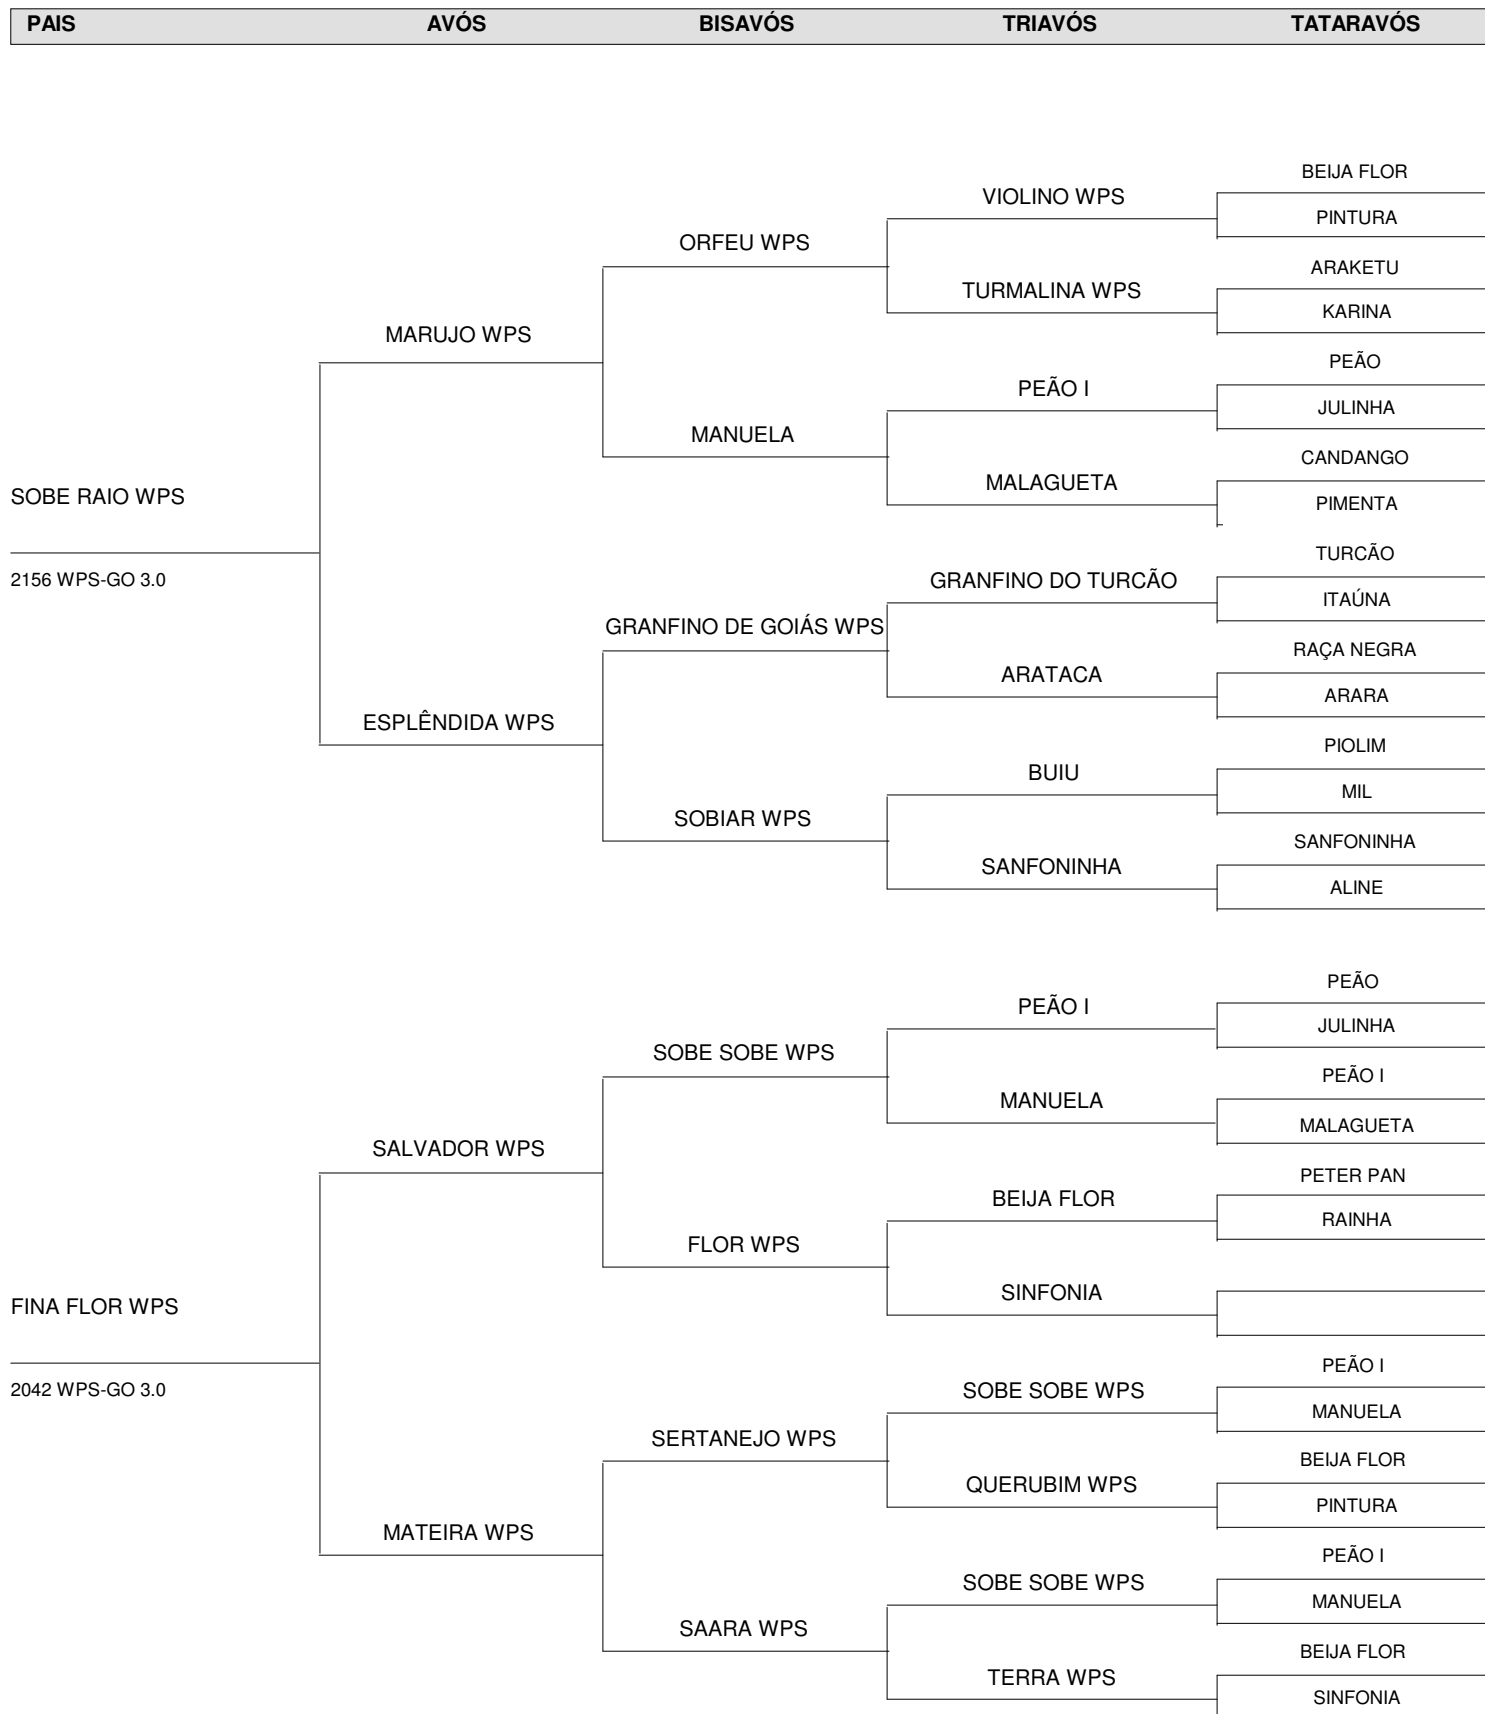 PAIS AVÓS BISAVÓS TRIAVÓS TATARAVÓS
BEIJA FLOR
VIOLINO WPS
PINTURA
ORFEU WPS
ARAKETU
TURMALINA WPS
KARINA
MARUJO WPS
PEÃO
PEÃO I
JULINHA
MANUELA
CANDANGO
MALAGUETA
SOBE RAIO WPS
PIMENTA
TURCÃO
2156 WPS-GO 3.0
GRANFINO DO TURCÃO
ITAÚNA
GRANFINO DE GOIÁS WPS
RAÇA NEGRA
ARATACA
ARARA
ESPLÊNDIDA WPS
PIOLIM
BUIU
MIL
SOBIAR WPS
SANFONINHA
SANFONINHA
ALINE
PEÃO
PEÃO I
JULINHA
SOBE SOBE WPS
PEÃO I
MANUELA
MALAGUETA
SALVADOR WPS
PETER PAN
BEIJA FLOR
RAINHA
FLOR WPS
SINFONIA
FINA FLOR WPS
PEÃO I
2042 WPS-GO 3.0
SOBE SOBE WPS
MANUELA
SERTANEJO WPS
BEIJA FLOR
QUERUBIM WPS
PINTURA
MATEIRA WPS
PEÃO I
SOBE SOBE WPS
MANUELA
SAARA WPS
BEIJA FLOR
TERRA WPS
SINFONIA